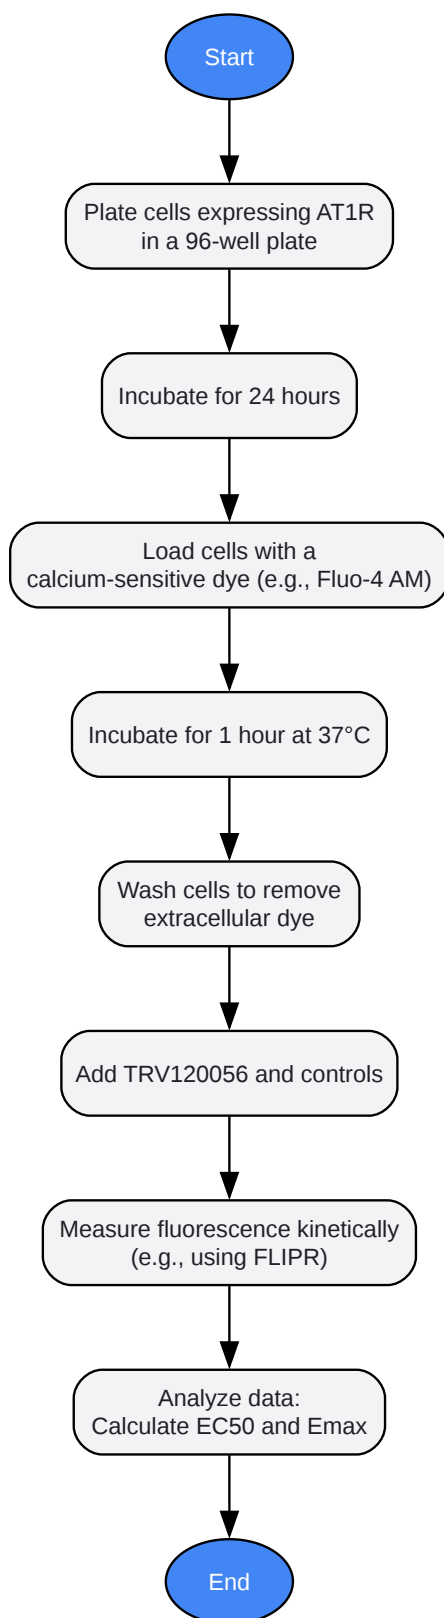 Start
Plate cells expressing AT1R
in a 96-well plate
Incubate for 24 hours
Load cells with a
calcium-sensitive dye (e.g., Fluo-4 AM)
Incubate for 1 hour at 37°C
Wash cells to remove
extracellular dye
Add TRV120056 and controls
Measure fluorescence kinetically
(e.g., using FLIPR)
Analyze data:
Calculate EC50 and Emax
End